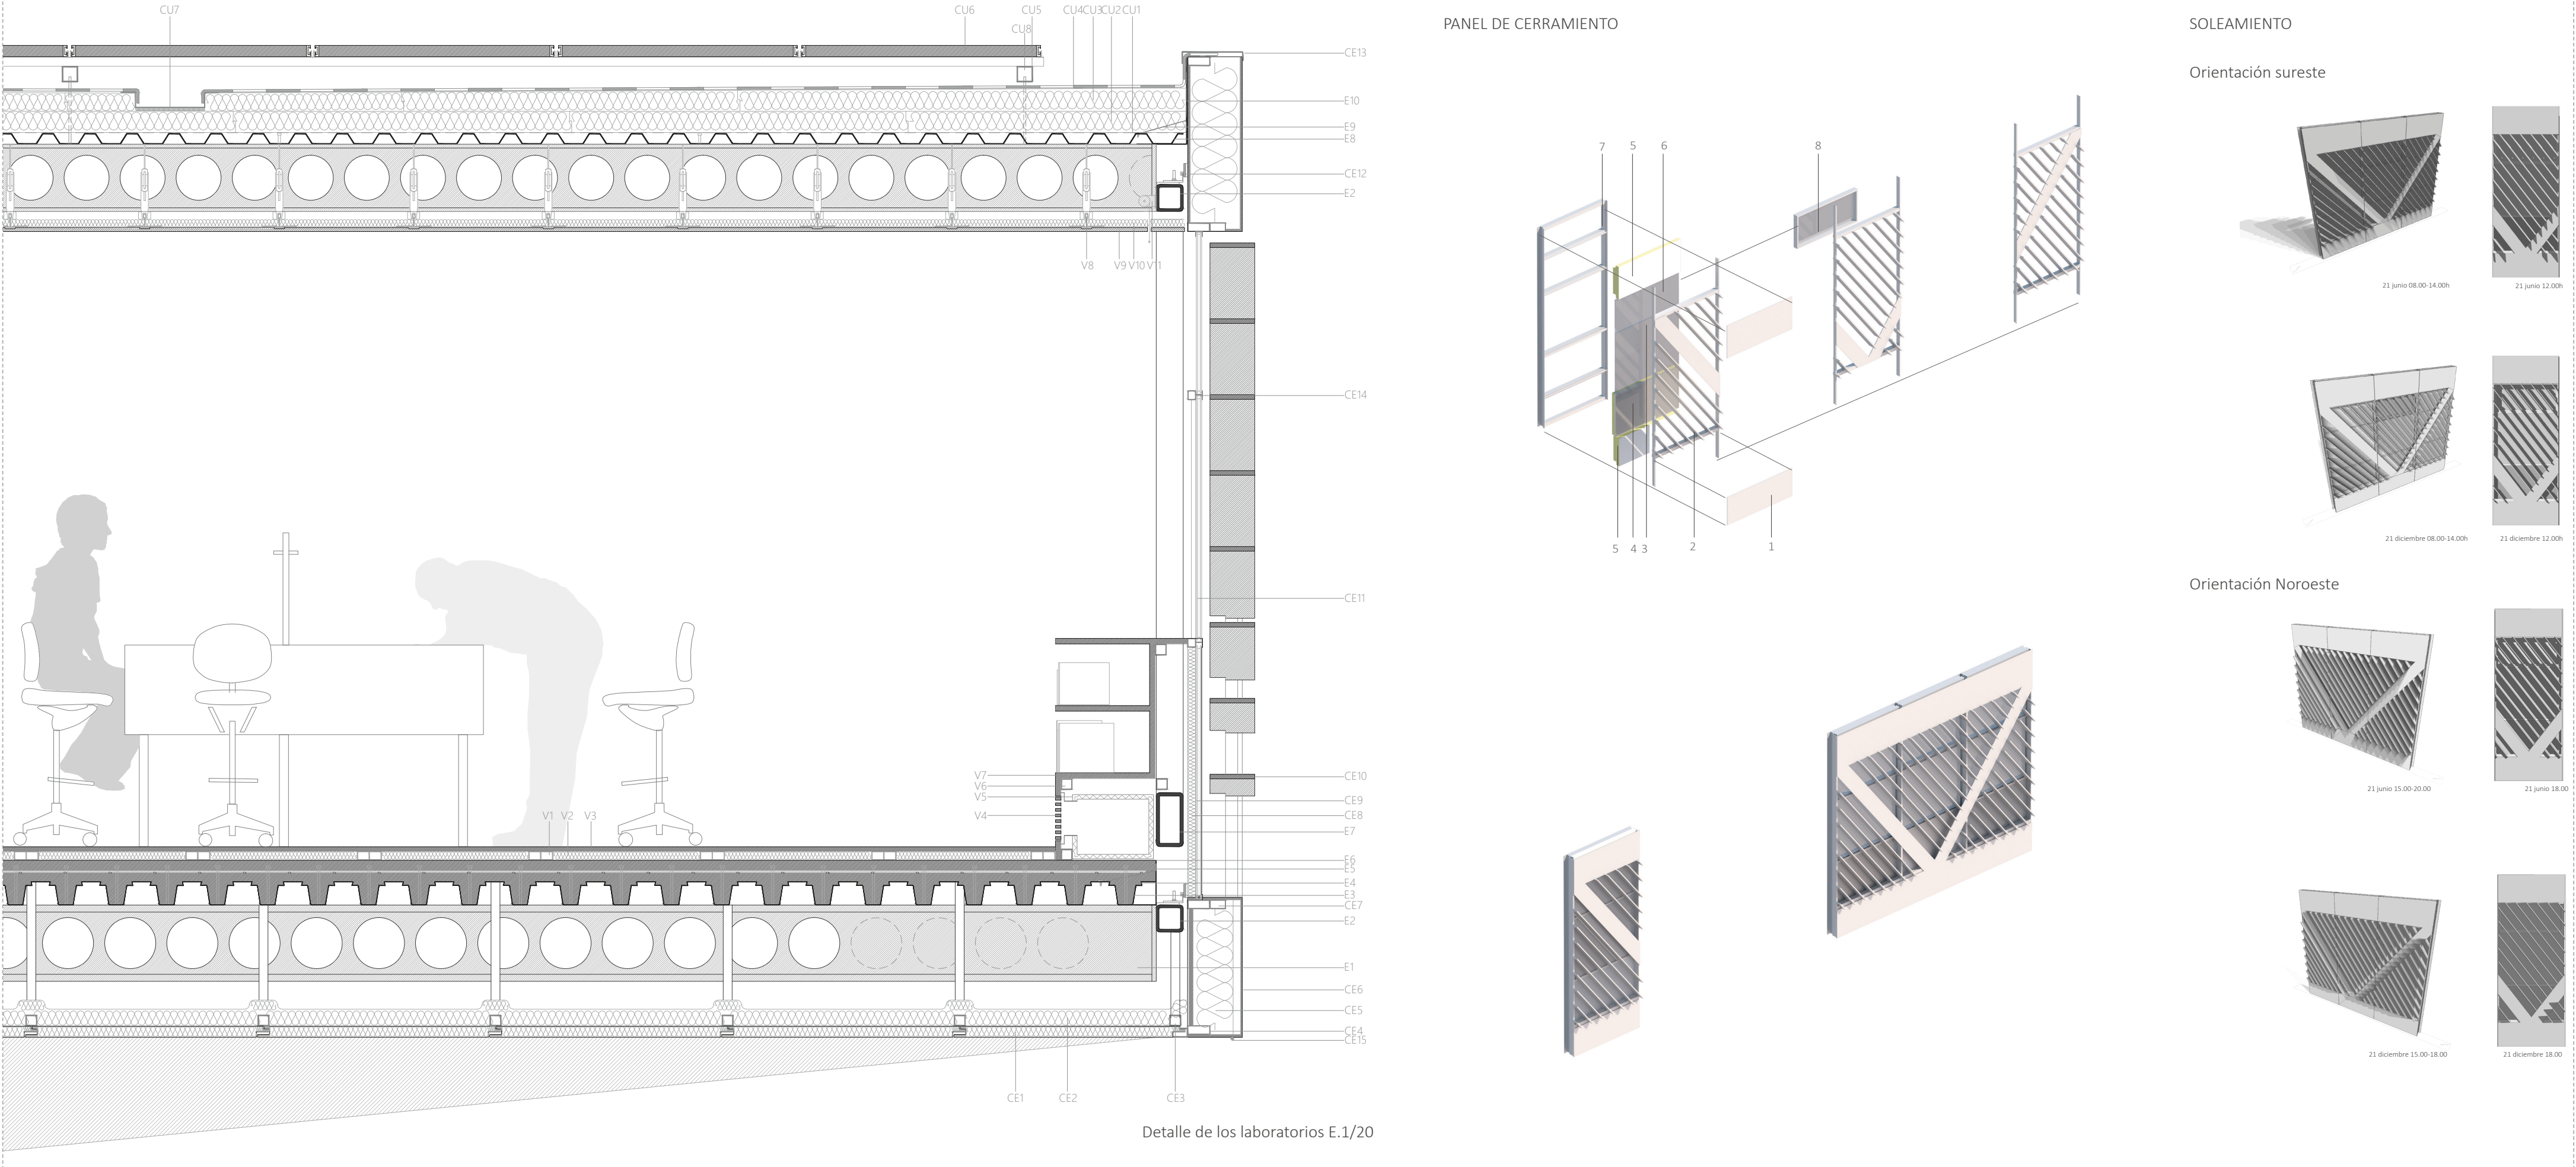 CU7
CU6
CU5
CU4
CU3
CU2
CU1
CU8
CE13
E10
E9
E8
CE12
E2
V8
V9
V10
V11
CE14
CE11
V7
V6
V5
V4
V1
V2
V3
CE10
CE9
CE8
E7
E6
E5
E4
E3
CE7
E2
E1
CE6
CE5
CE4
CE15
CE1
CE2
CE3
Detalle de los laboratorios E.1/20
PANEL DE CERRAMIENTO
7
5
6
8
5
4
3
2
1
SOLEAMIENTO
Orientación sureste
21 junio 08.00-14.00h
21 junio 12.00h
21 diciembre 08.00-14.00h
21 diciembre 12.00h
Orientación Noroeste
21 junio 15.00-20.00
21 junio 18.00
21 diciembre 15.00-18.00
21 diciembre 18.00